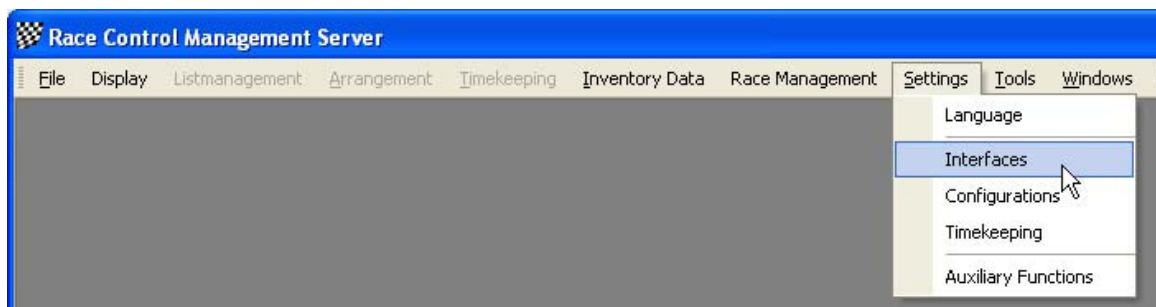 Race Control Management Server
File Display Listmanagement Arrangement Timekeeping Inventory Data Race Management Settings Tools Windows
Language
Interfaces
Configurations
Timekeeping
Auxiliary Functions